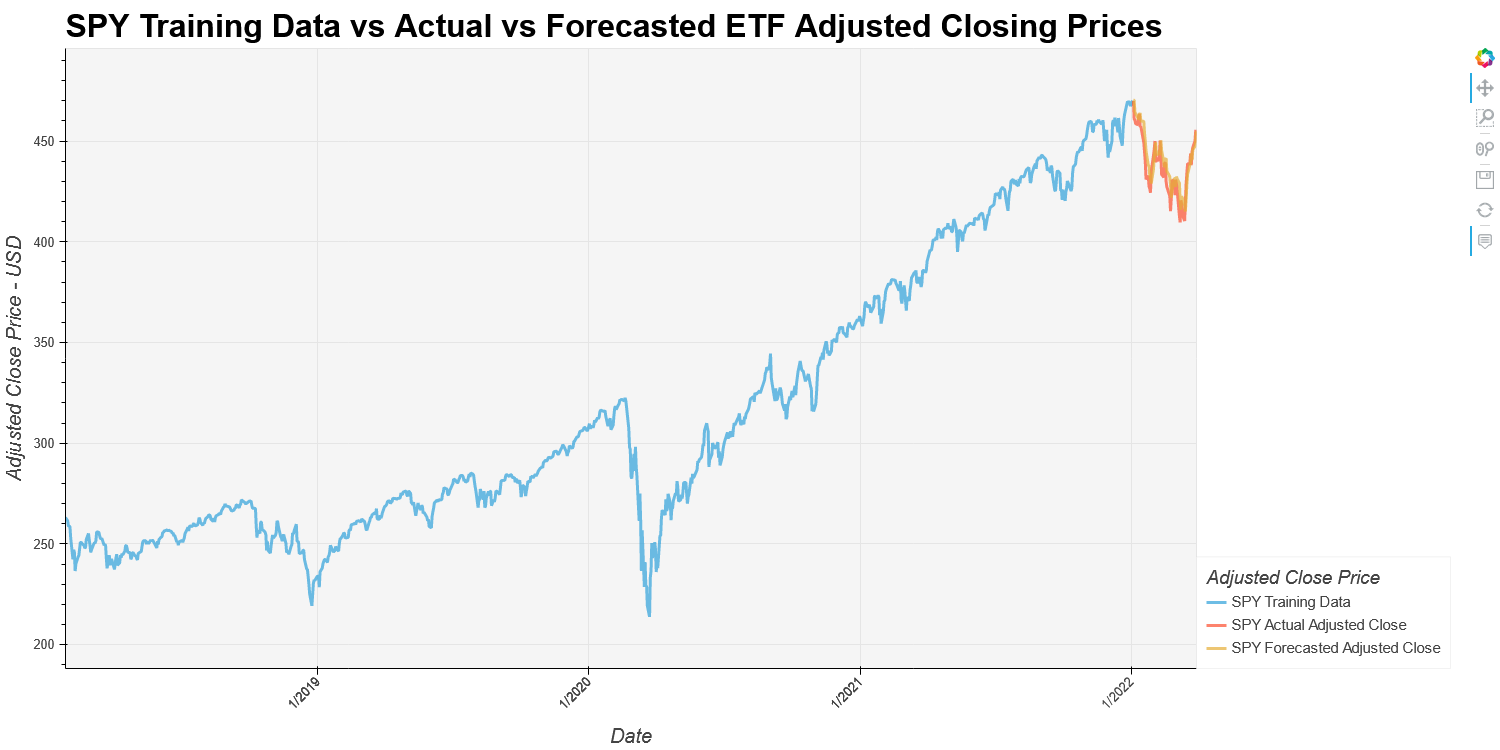 SPY Training Data vs Actual vs Forecasted ETF Adjusted Closing Prices
Adjusted Close Price - USD
450
400
350
300
250
200
1/2019
1/2020
1/2021
1/2022
Date
Adjusted Close Price
SPY Training Data
SPY Actual Adjusted Close
SPY Forecasted Adjusted Close